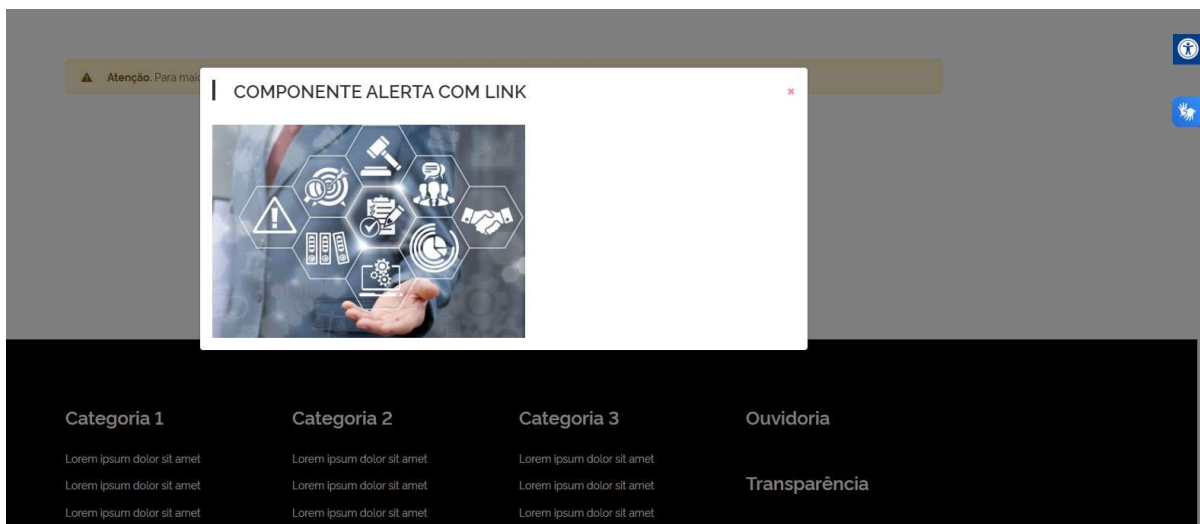 Atenção. Para
COMPONENTE ALERTA COM LINK
Categoria 1
Categoria 2
Categoria 3
Ouvidoria
Lorem ipsum dolor sit amet
Lorem ipsum dolor sit amet
Lorem ipsum dolor sit amet
Lorem ipsum dolor sit amet
Lorem ipsum dolor sit amet
Lorem ipsum dolor sit amet
Transparência
Lorem ipsum dolor sit amet
Lorem ipsum dolor sit amet
Lorem ipsum dolor sit amet